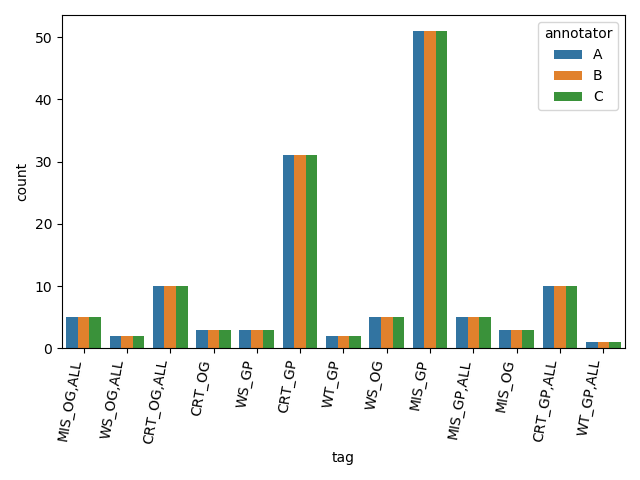 annotator
A
B
C
50
40
30
20
10
0
count
MIS_OG,ALL
WS_OG,ALL
CRT_OG,ALL
CRT_OG
WS_GP
CRT_GP
WT_GP
WS_OG
MIS_GP
MIS_GP,ALL
MIS_OG
CRT_GP,ALL
WT_GP,ALL
tag